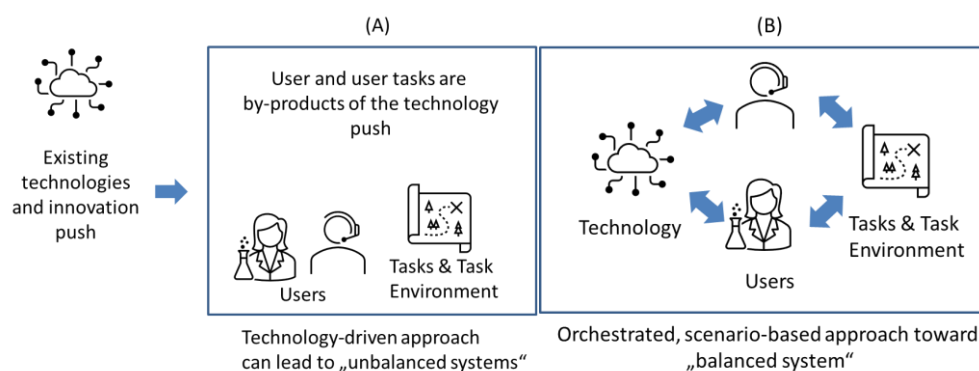 (A)
(B)
User and user tasks are
by-products of the technology
push
Existing
technologies
and innovation
push
Users
Tasks & Task
Environment
Technology
Users
Tasks & Task
Environment
Technology-driven approach
can lead to „unbalanced systems“
Orchestrated, scenario-based approach toward
„balanced system“